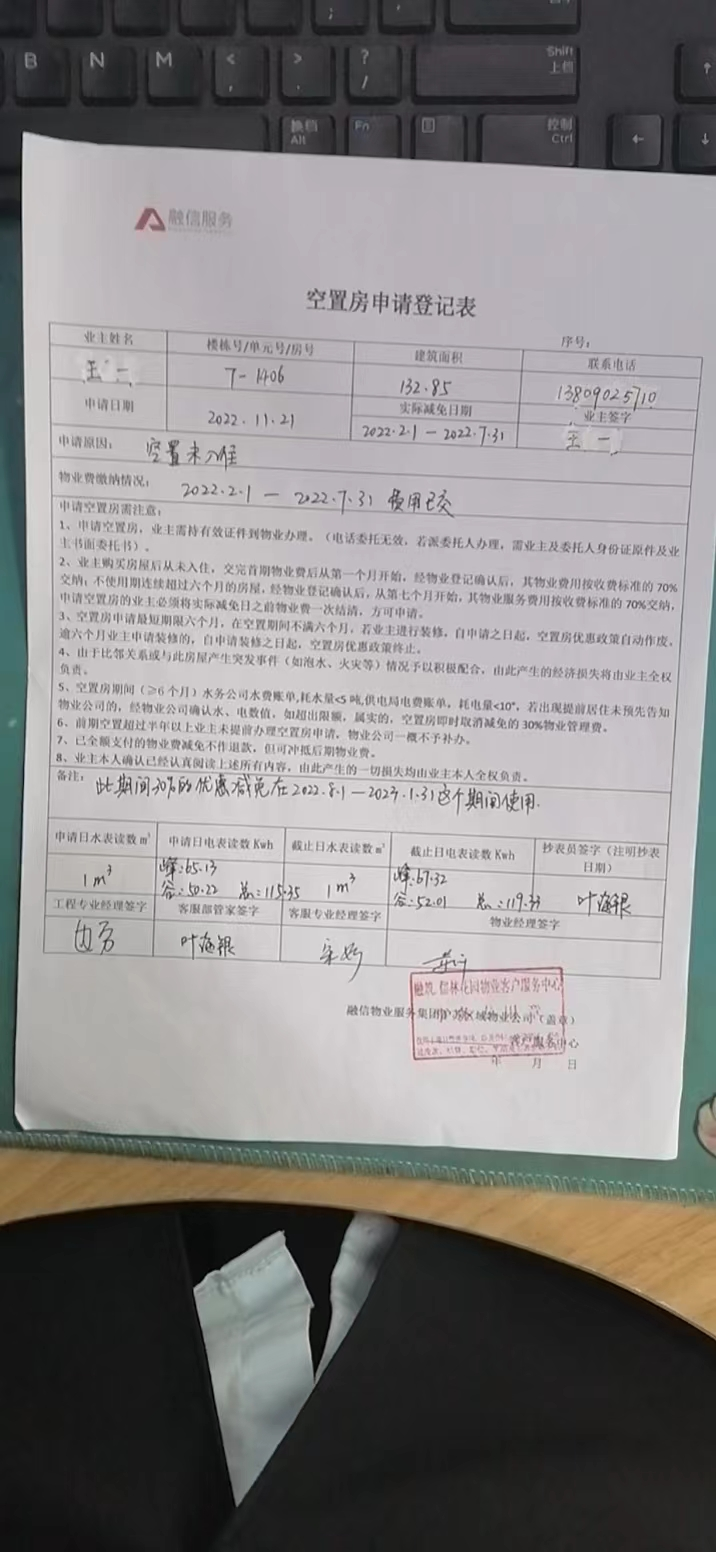 B N M < , > . ? / Shift 上档 ↑
换档 Alt Fn 控制 Ctrl ← ↓
融信服务
空置房申请登记表
序号：
业主姓名 楼栋号/单元号/房号 建筑面积 联系电话
王 一 7-1406 132.85 13809025710
申请日期 2022.11.21 实际减免日期 业主签字
2022.2.1 — 2022.7.31 王 一
申请原因： 空置未入住
物业费缴纳情况： 2022.2.1 — 2022.7.31 费用已交
申请空置房需注意：
1、申请空置房，业主需持有效证件到物业办理。（电话委托无效，若派委托人办理，需业主及委托人身份证原件及业
主书面委托书）。
2、业主购买房屋后从未入住，交完首期物业费后从第一个月开始，经物业登记确认后，其物业费用按收费标准的70%
交纳；不使用期连续超过六个月的房屋，经物业登记确认后，从第七个月开始，其物业服务费用按收费标准的70%交纳，
申请空置房的业主必须将实际减免日之前物业费一次结清，方可申请。
3、空置房申请最短期限六个月，在空置期间不满六个月，若业主进行装修，自申请之日起，空置房优惠政策自动作废，
逾六个月业主申请装修的，自申请装修之日起，空置房优惠政策终止。
4、由于比邻关系或与此房屋产生突发事件（如泡水、火灾等）情况予以积极配合，由此产生的经济损失将由业主全权
负责。
5、空置房期间（≥6个月）水务公司水费账单,耗水量<5吨,供电局电费账单，耗电量<10°，若出现提前居住未预先告知
物业公司的，经物业公司确认水、电数值，如超出限额，属实的，空置房即时取消减免的30%物业管理费。
6、前期空置超过半年以上业主未提前办理空置房申请，物业公司一概不予补办。
7、已全额支付的物业费减免不作退款，但可冲抵后期物业费。
8、业主本人确认已经认真阅读上述所有内容，由此产生的一切损失均由业主本人全权负责。
备注： 此期间30%的优惠减免在2022.8.1—2023.1.31这个期间使用.
申请日水表读数m³ 申请日电表读数Kwh 截止日水表读数m³ 截止日电表读数Kwh 抄表员签字（注明抄表
日期）
1m³ 峰:65.13 1m³ 峰:67.32
谷:50.22 总:115.35 谷:52.01 总:119.33 叶海银
工程专业经理签字 客服部管家签字 客服专业经理签字 物业经理签字
叶海银
融信 信林花园物业客户服务中心
融信物业服务集团 区域物业公司（盖章）
客户服务中心
年 月 日